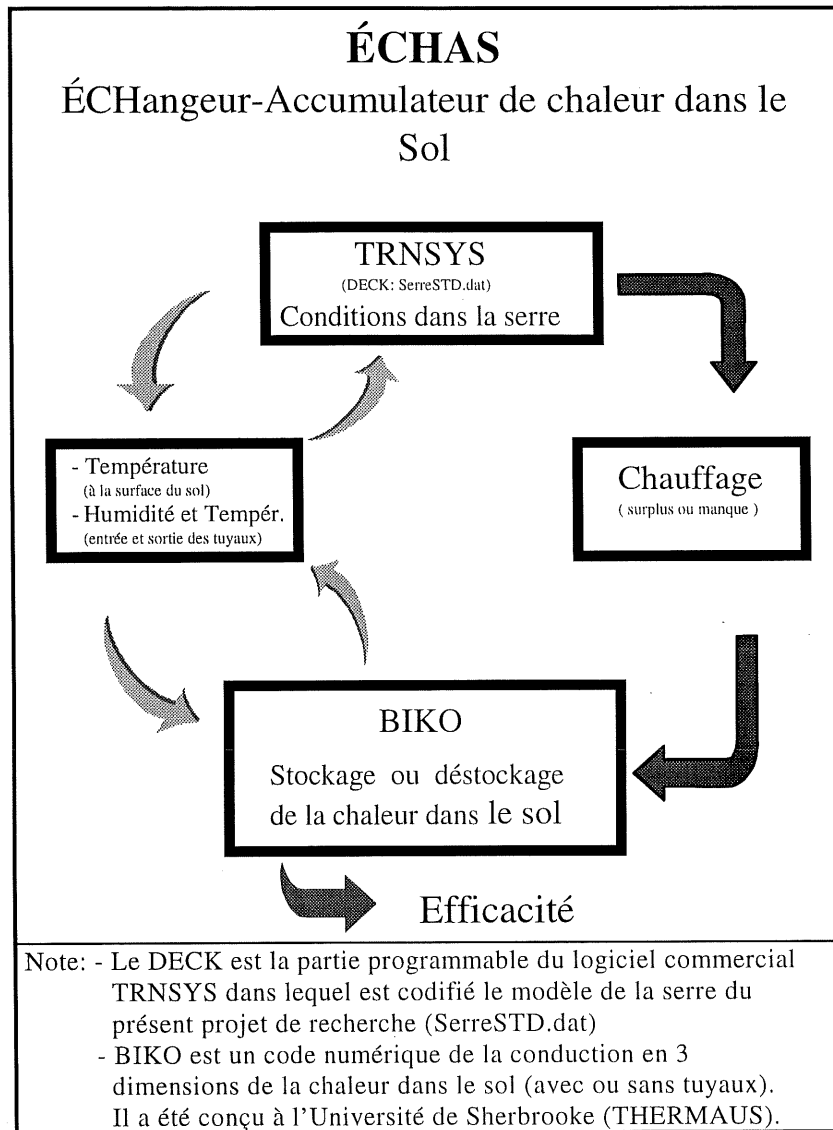 ÉCHAS
ÉCHangeur-Accumulateur de chaleur dans le
Sol
TRNSYS
(DECK: SerreSTD.dat)
Conditions dans la serre
- Température
(à la surface du sol)
- Humidité et Tempér.
(entrée et sortie des tuyaux)
Chauffage
( surplus ou manque )
BIKO
Stockage ou déstockage
de la chaleur dans le sol
Efficacité
Note: - Le DECK est la partie programmable du logiciel commercial
TRNSYS dans lequel est codifié le modèle de la serre du
présent projet de recherche (SerreSTD.dat)
- BIKO est un code numérique de la conduction en 3
dimensions de la chaleur dans le sol (avec ou sans tuyaux).
Il a été conçu à l'Université de Sherbrooke (THERMAUS).